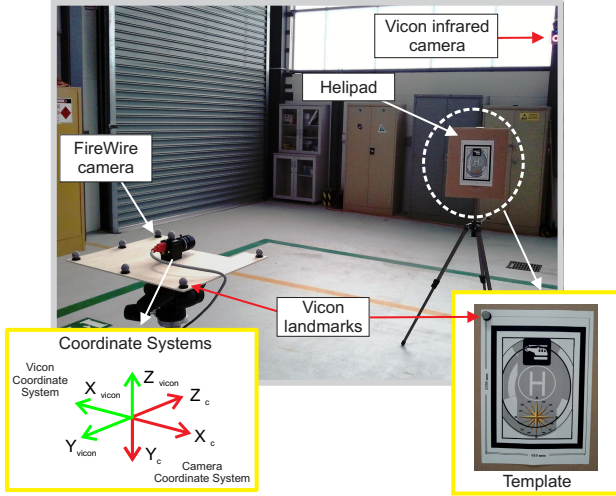 Vicon infrared
camera
Helipad
FireWire
camera
Vicon
landmarks
Coordinate Systems
Vicon
Coordinate
System
X vicon
Z vicon
Z c
Y vicon
Y c
X c
Camera
Coordinate System
H
Template